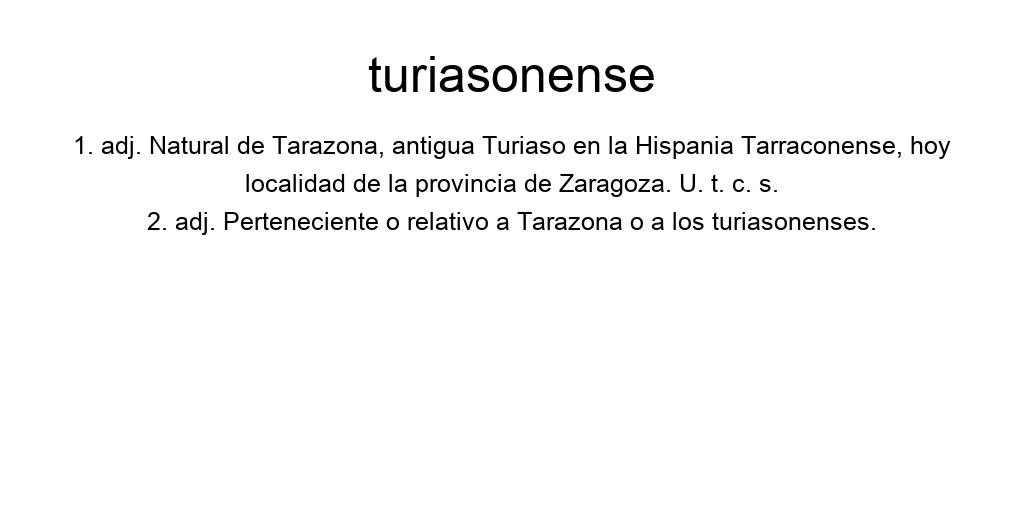 turiasonense
1. adj. Natural de Tarazona, antigua Turiaso en la Hispania Tarraconense, hoy
localidad de la provincia de Zaragoza. U. t. c. s.
2. adj. Perteneciente o relativo a Tarazona o a los turiasonenses.